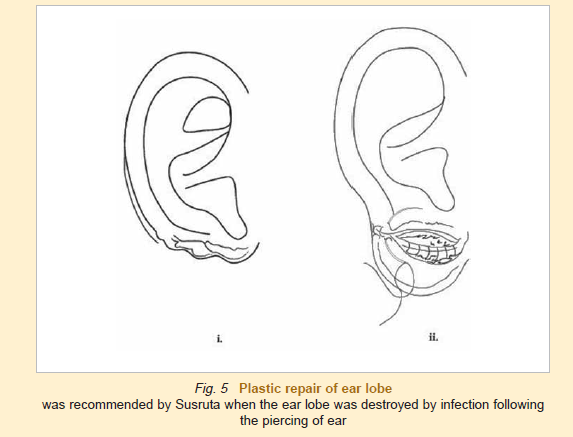 i.
ii.
Fig. 5 Plastic repair of ear lobe
was recommended by Susruta when the ear lobe was destroyed by infection following
the piercing of ear